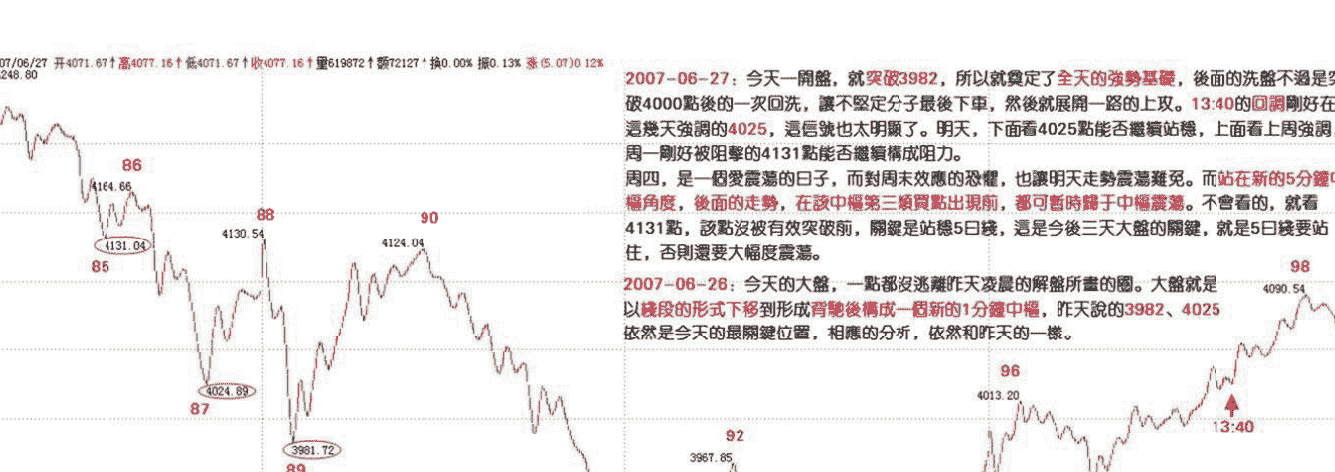 07/06/27 开4071.67↑高4077.16↑低4071.67↑收4077.16↑量619872↑额72127 换0.00% 振0.13% 涨(5.07)0.12%
248.80
86
4164.66
4131.04
85
88
4130.54
90
4124.04
4024.89
87
3981.72
89
2007-06-27：今天一開盤，就突破3982，所以就奠定了全天的強勢基礎，後面的洗盤不過是突
破4000點後的一次回洗，讓不堅定分子最後下車，然後就展開一路的上攻。13:40的回調剛好在
這幾天強調的4025，這信號也太明顯了。明天，下面看4025點能否繼續站穩，上面看上周強調，
周一剛好被阻擊的4131點能否繼續構成阻力。
周四，是一個愛震蕩的日子，而對周末效應的恐懼，也讓明天走勢震蕩難免。而站在新的5分鐘中
樞角度，後面的走勢，在該中樞第三類買點出現前，都可暫時歸于中樞震蕩。不會看的，就看
4131點，該點沒被有效突破前，關鍵是站穩5日綫，這是今後三天大盤的關鍵，就是5日綫要站
住，否則還要大幅度震蕩。
2007-06-26：今天的大盤，一點都沒逃離昨天凌晨的解盤所畫的圈。大盤就是
以綫段的形式下移到形成背馳後構成一個新的1分鐘中樞，昨天說的3982、4025
依然是今天的最關鍵位置，相應的分析，依然和昨天的一樣。
98
4090.54
96
4013.20
13:40
92
3967.85